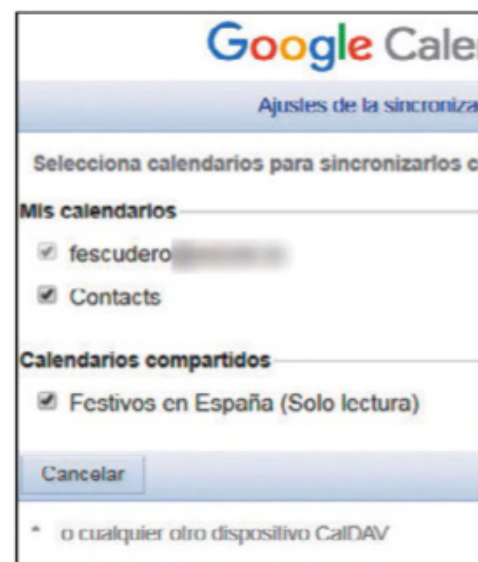 Google Cale
Ajustes de la sincroniza
Selecciona calendarios para sincronizarlos c
Mis calendarios
fescudero
Contacts
Calendarios compartidos
Festivos en España (Solo lectura)
Cancelar
* o cualquier otro dispositivo CalDAV